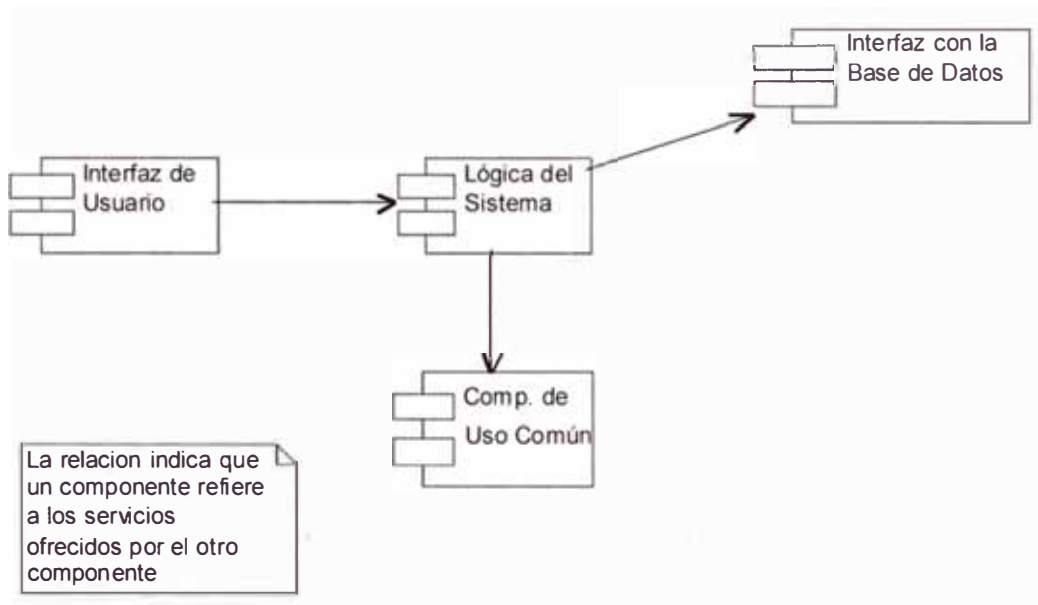 Interfaz con la
Base de Datos
Interfaz de
Usuario
Lógica del
Sistema
Comp. de
Uso Común
La relacion indica que
un componente refiere
a los servicios
ofrecidos por el otro
componente